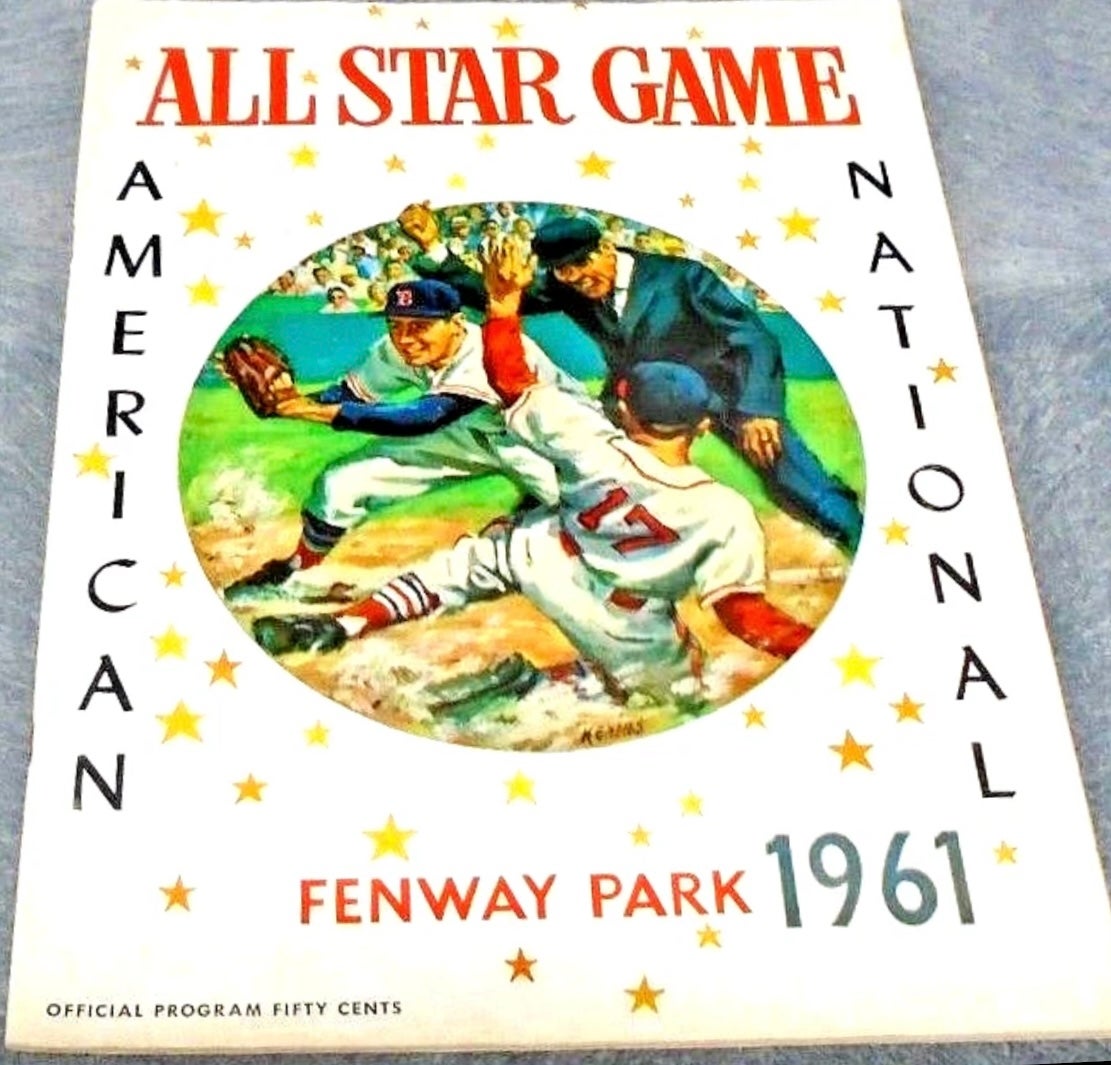 ALL STAR GAME
AMERICAN
NATIONAL
B
17
FENWAY PARK 1961
OFFICIAL PROGRAM FIFTY CENTS